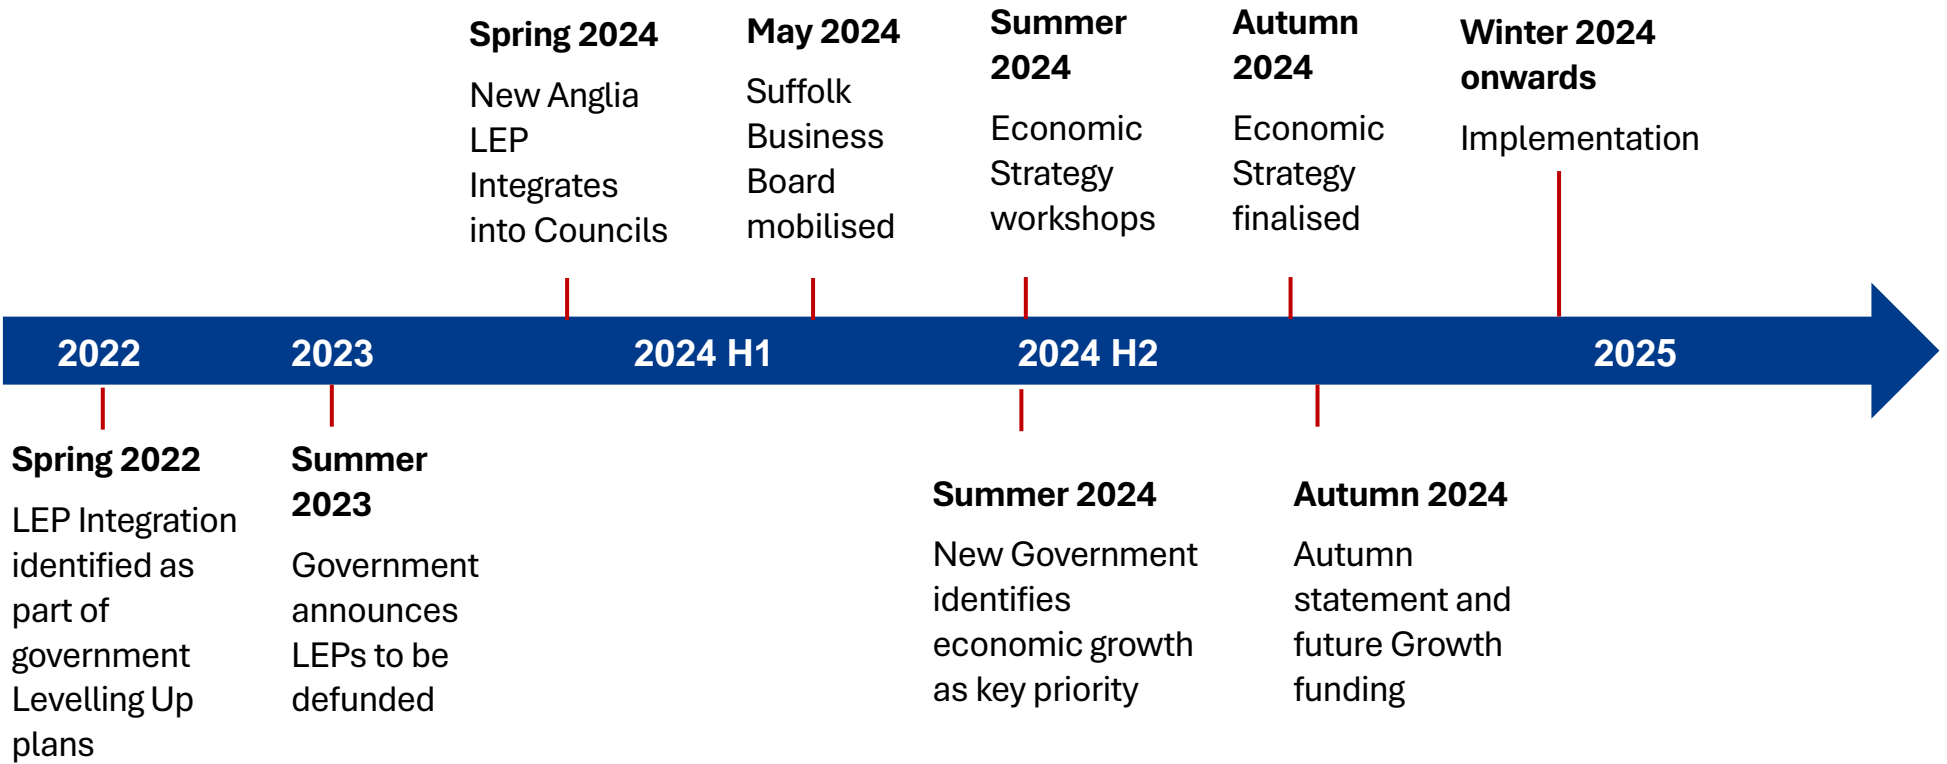 Spring 2024
New Anglia
LEP
Integrates
into Councils
May 2024
Suffolk
Business
Board
mobilised
Summer
2024
Economic
Strategy
workshops
Autumn
2024
Economic
Strategy
finalised
Winter 2024
onwards
Implementation
2022
2023
2024 H1
2024 H2
2025
Spring 2022
LEP Integration
identified as
part of
government
Levelling Up
plans
Summer
2023
Government
announces
LEPs to be
defunded
Summer 2024
New Government
identifies
economic growth
as key priority
Autumn 2024
Autumn
statement and
future Growth
funding